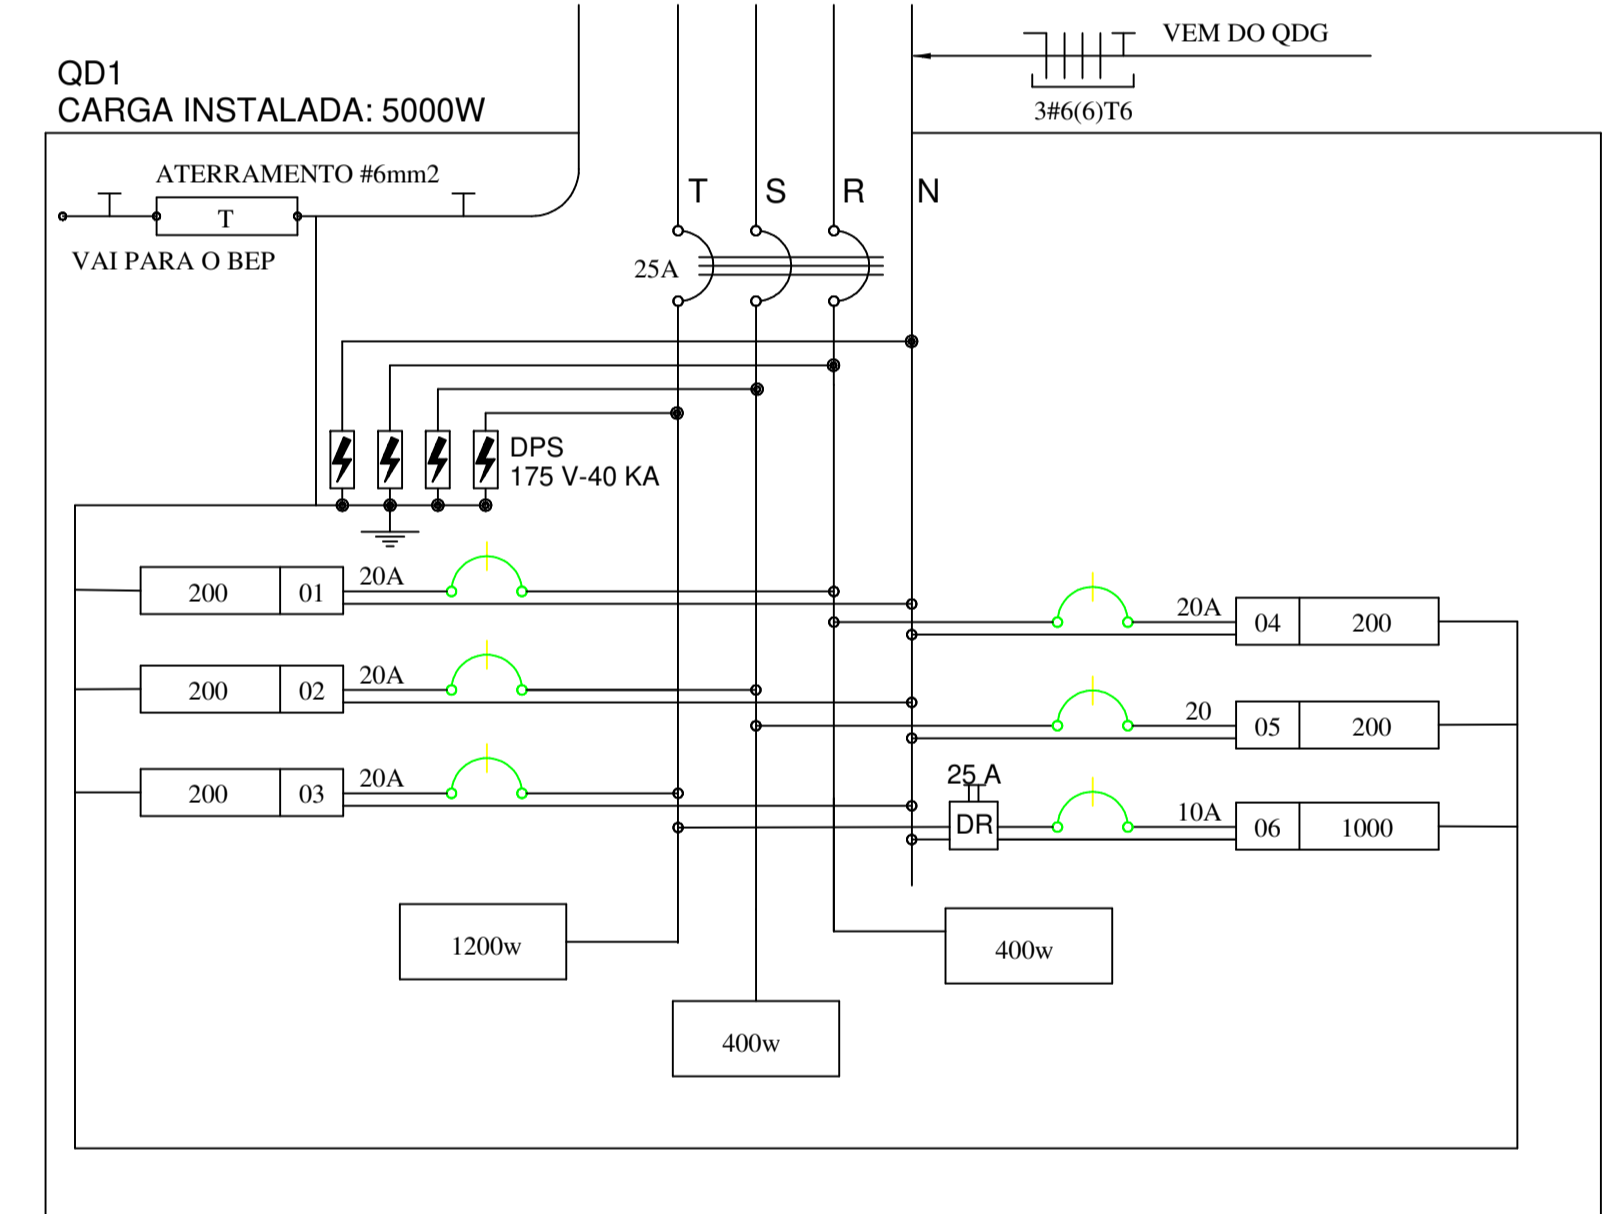 VEM DO QDG
3#6(6)T6
QD1
CARGA INSTALADA: 5000W
ATERRAMENTO #6mm2
T
VAI PARA O BEP
T
S
R
N
25A
DPS
175 V-40 KA
200
01
20A
20A
04
200
200
02
20A
20
05
200
200
03
20A
25 A
DR
10A
06
1000
1200w
400w
400w